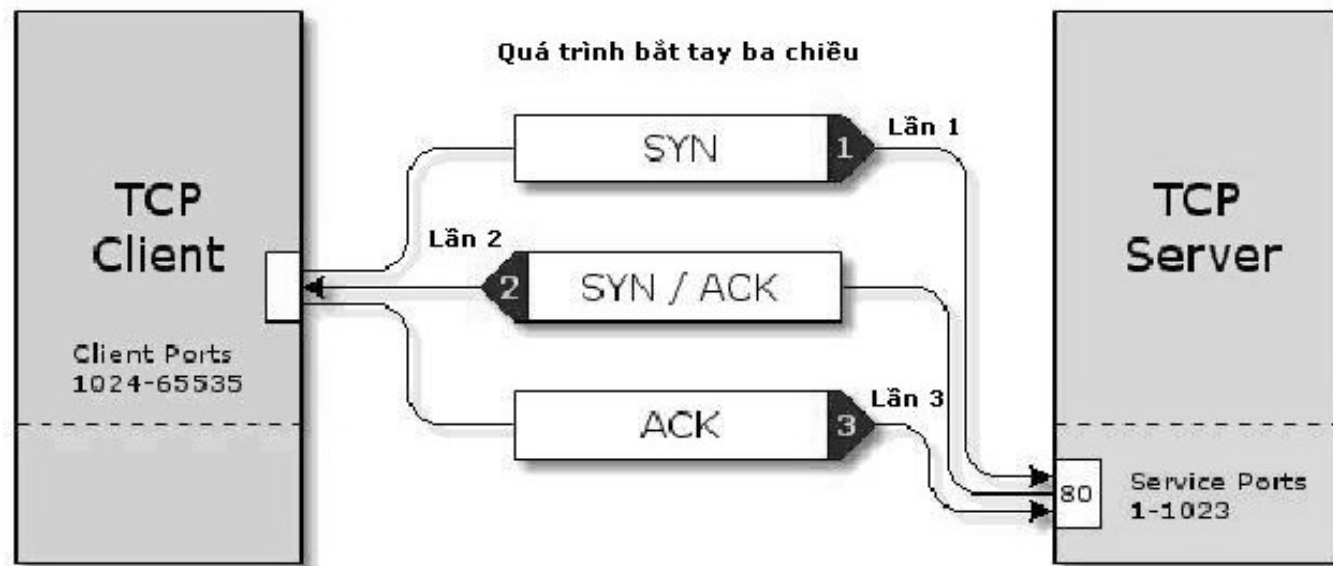 Quá trình bắt tay ba chiều
SYN
1
Lần 1
TCP
Client
Client Ports
1024-65535
Lần 2
2
SYN / ACK
ACK
3
Lần 3
TCP
Server
80
Service Ports
1-1023